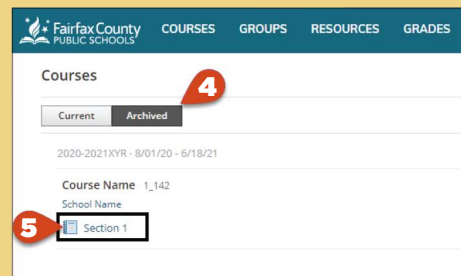 Fairfax County COURSES GROUPS RESOURCES GRADES
PUBLIC SCHOOLS
Courses
4
Current Archived
2020-2021XYR - 8/01/20 - 6/18/21
Course Name 1_142
School Name
5 Section 1